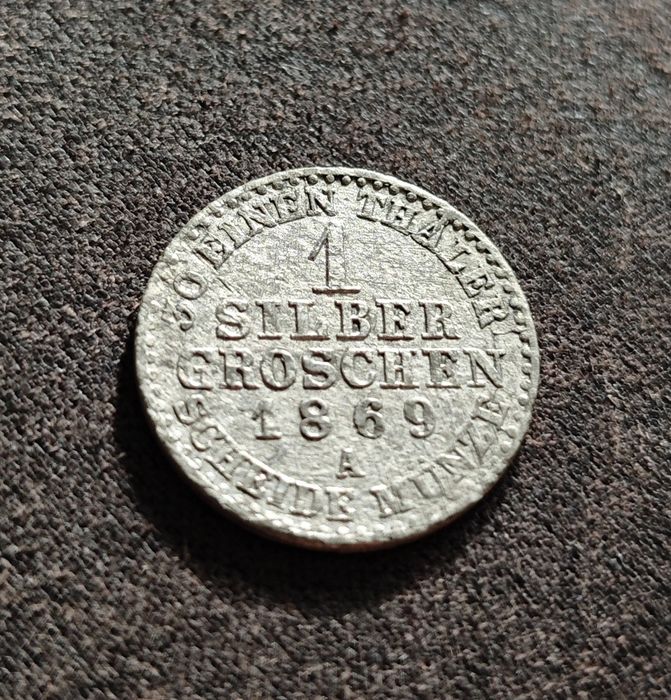 30 EINEN THALER
1
SILBER
GROSCHEN
1869
A
SCHEIDE MÜNZE